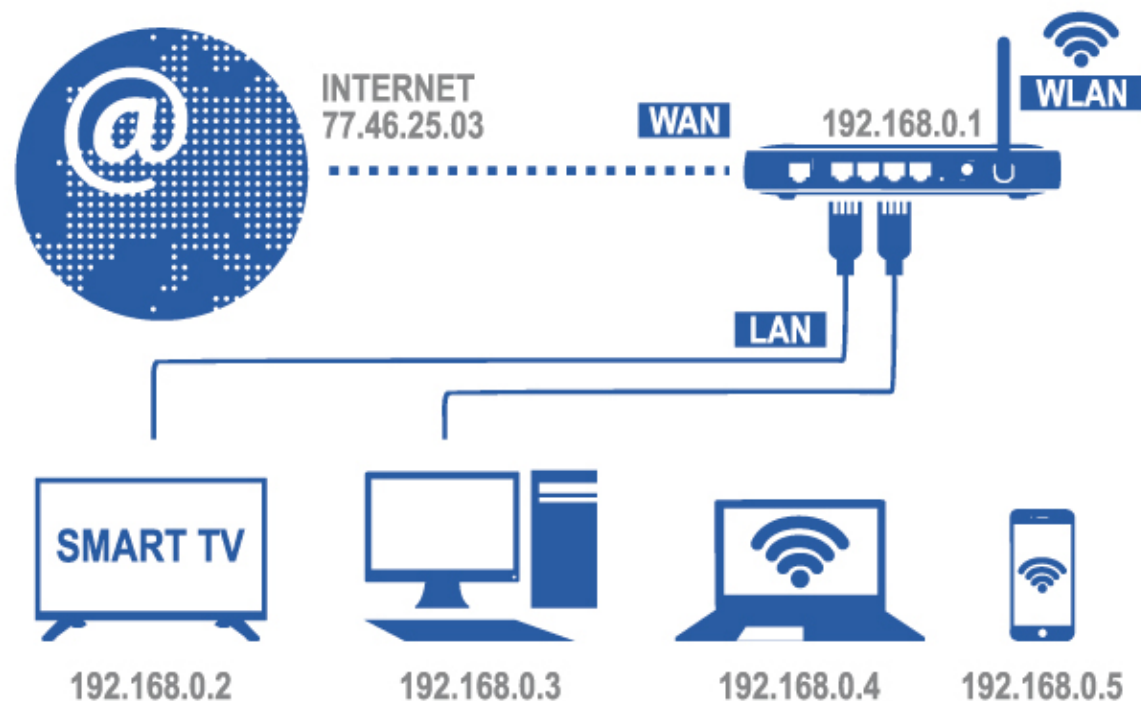 @
INTERNET
77.46.25.03
WAN
192.168.0.1
WLAN
LAN
SMART TV
192.168.0.2
192.168.0.3
192.168.0.4
192.168.0.5